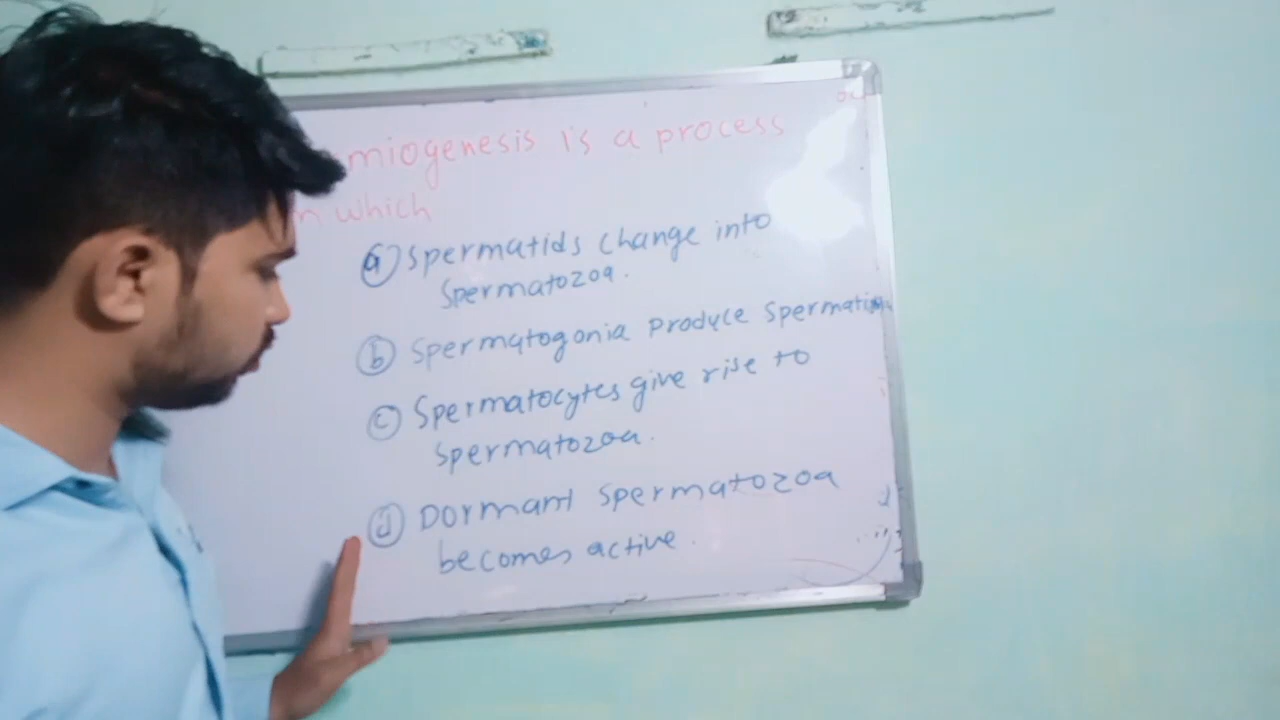 miogenesis is a process
n which
(a) Spermatids change into
Spermatozoa.
(b) Spermatogonia produce
(c) Spermatocytes give rise to
Spermatozoa.
(d) Dormant Spermatozoa
becomes active.